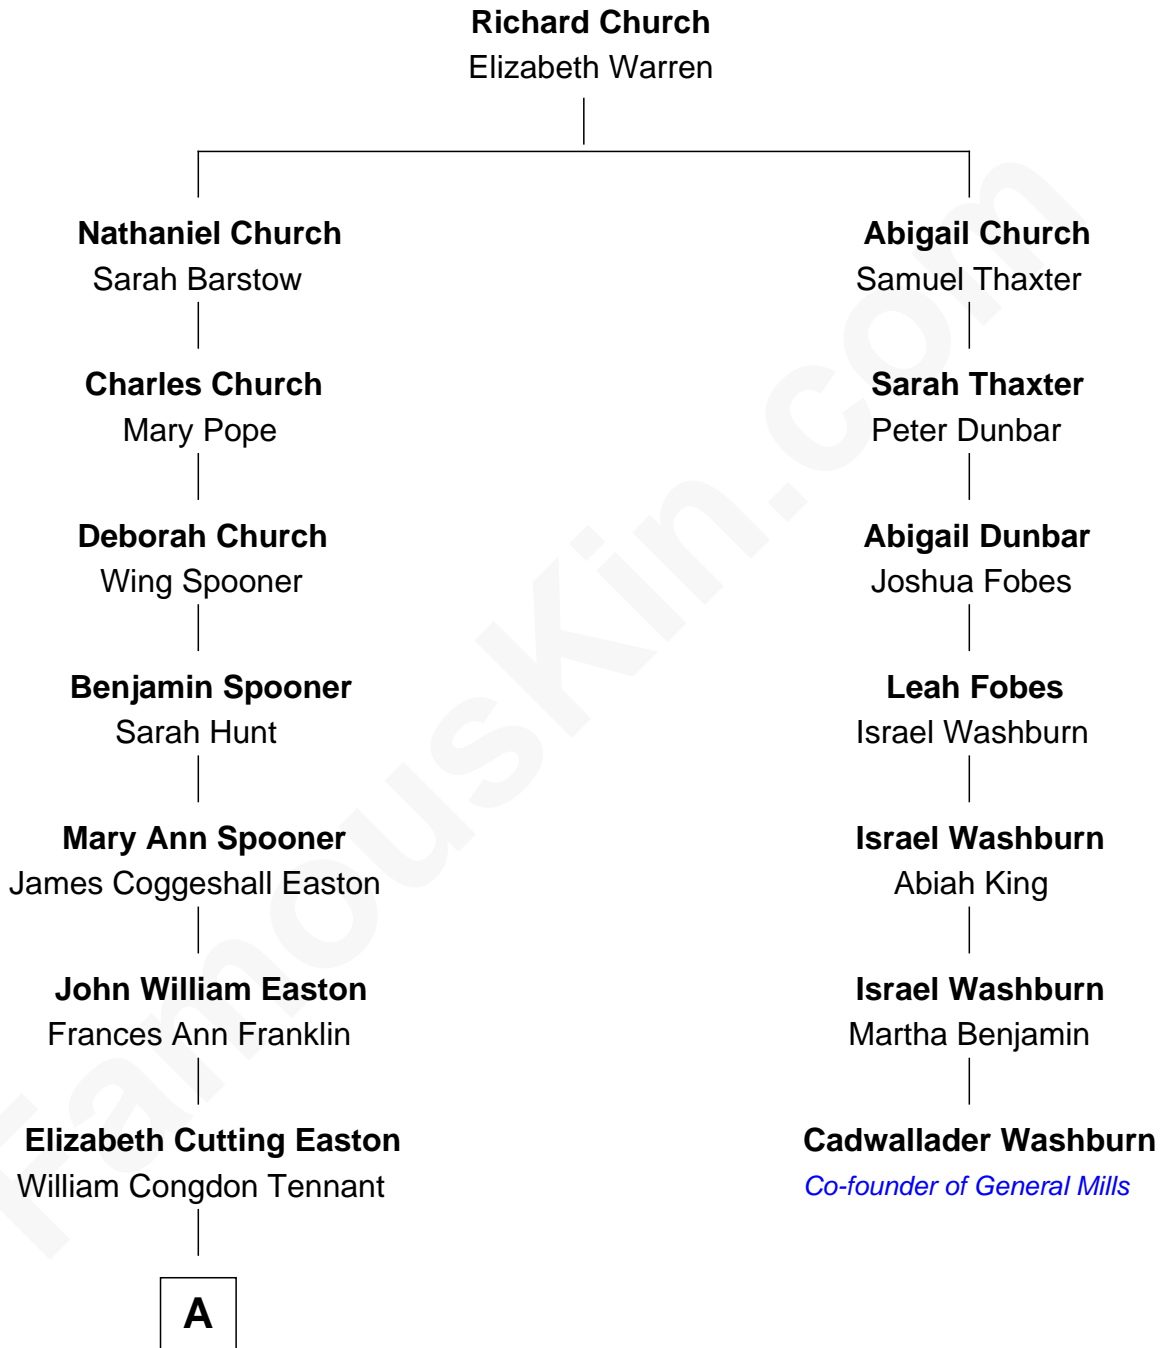 Richard Church
Elizabeth Warren
Nathaniel Church
Sarah Barstow
Abigail Church
Samuel Thaxter
Charles Church
Mary Pope
Sarah Thaxter
Peter Dunbar
Deborah Church
Wing Spooner
Abigail Dunbar
Joshua Fobes
Benjamin Spooner
Sarah Hunt
Leah Fobes
Israel Washburn
Mary Ann Spooner
James Coggeshall Easton
Israel Washburn
Abiah King
John William Easton
Frances Ann Franklin
Israel Washburn
Martha Benjamin
Elizabeth Cutting Easton
William Congdon Tennant
Cadwallader Washburn
Co-founder of General Mills
A
FamousKin.com